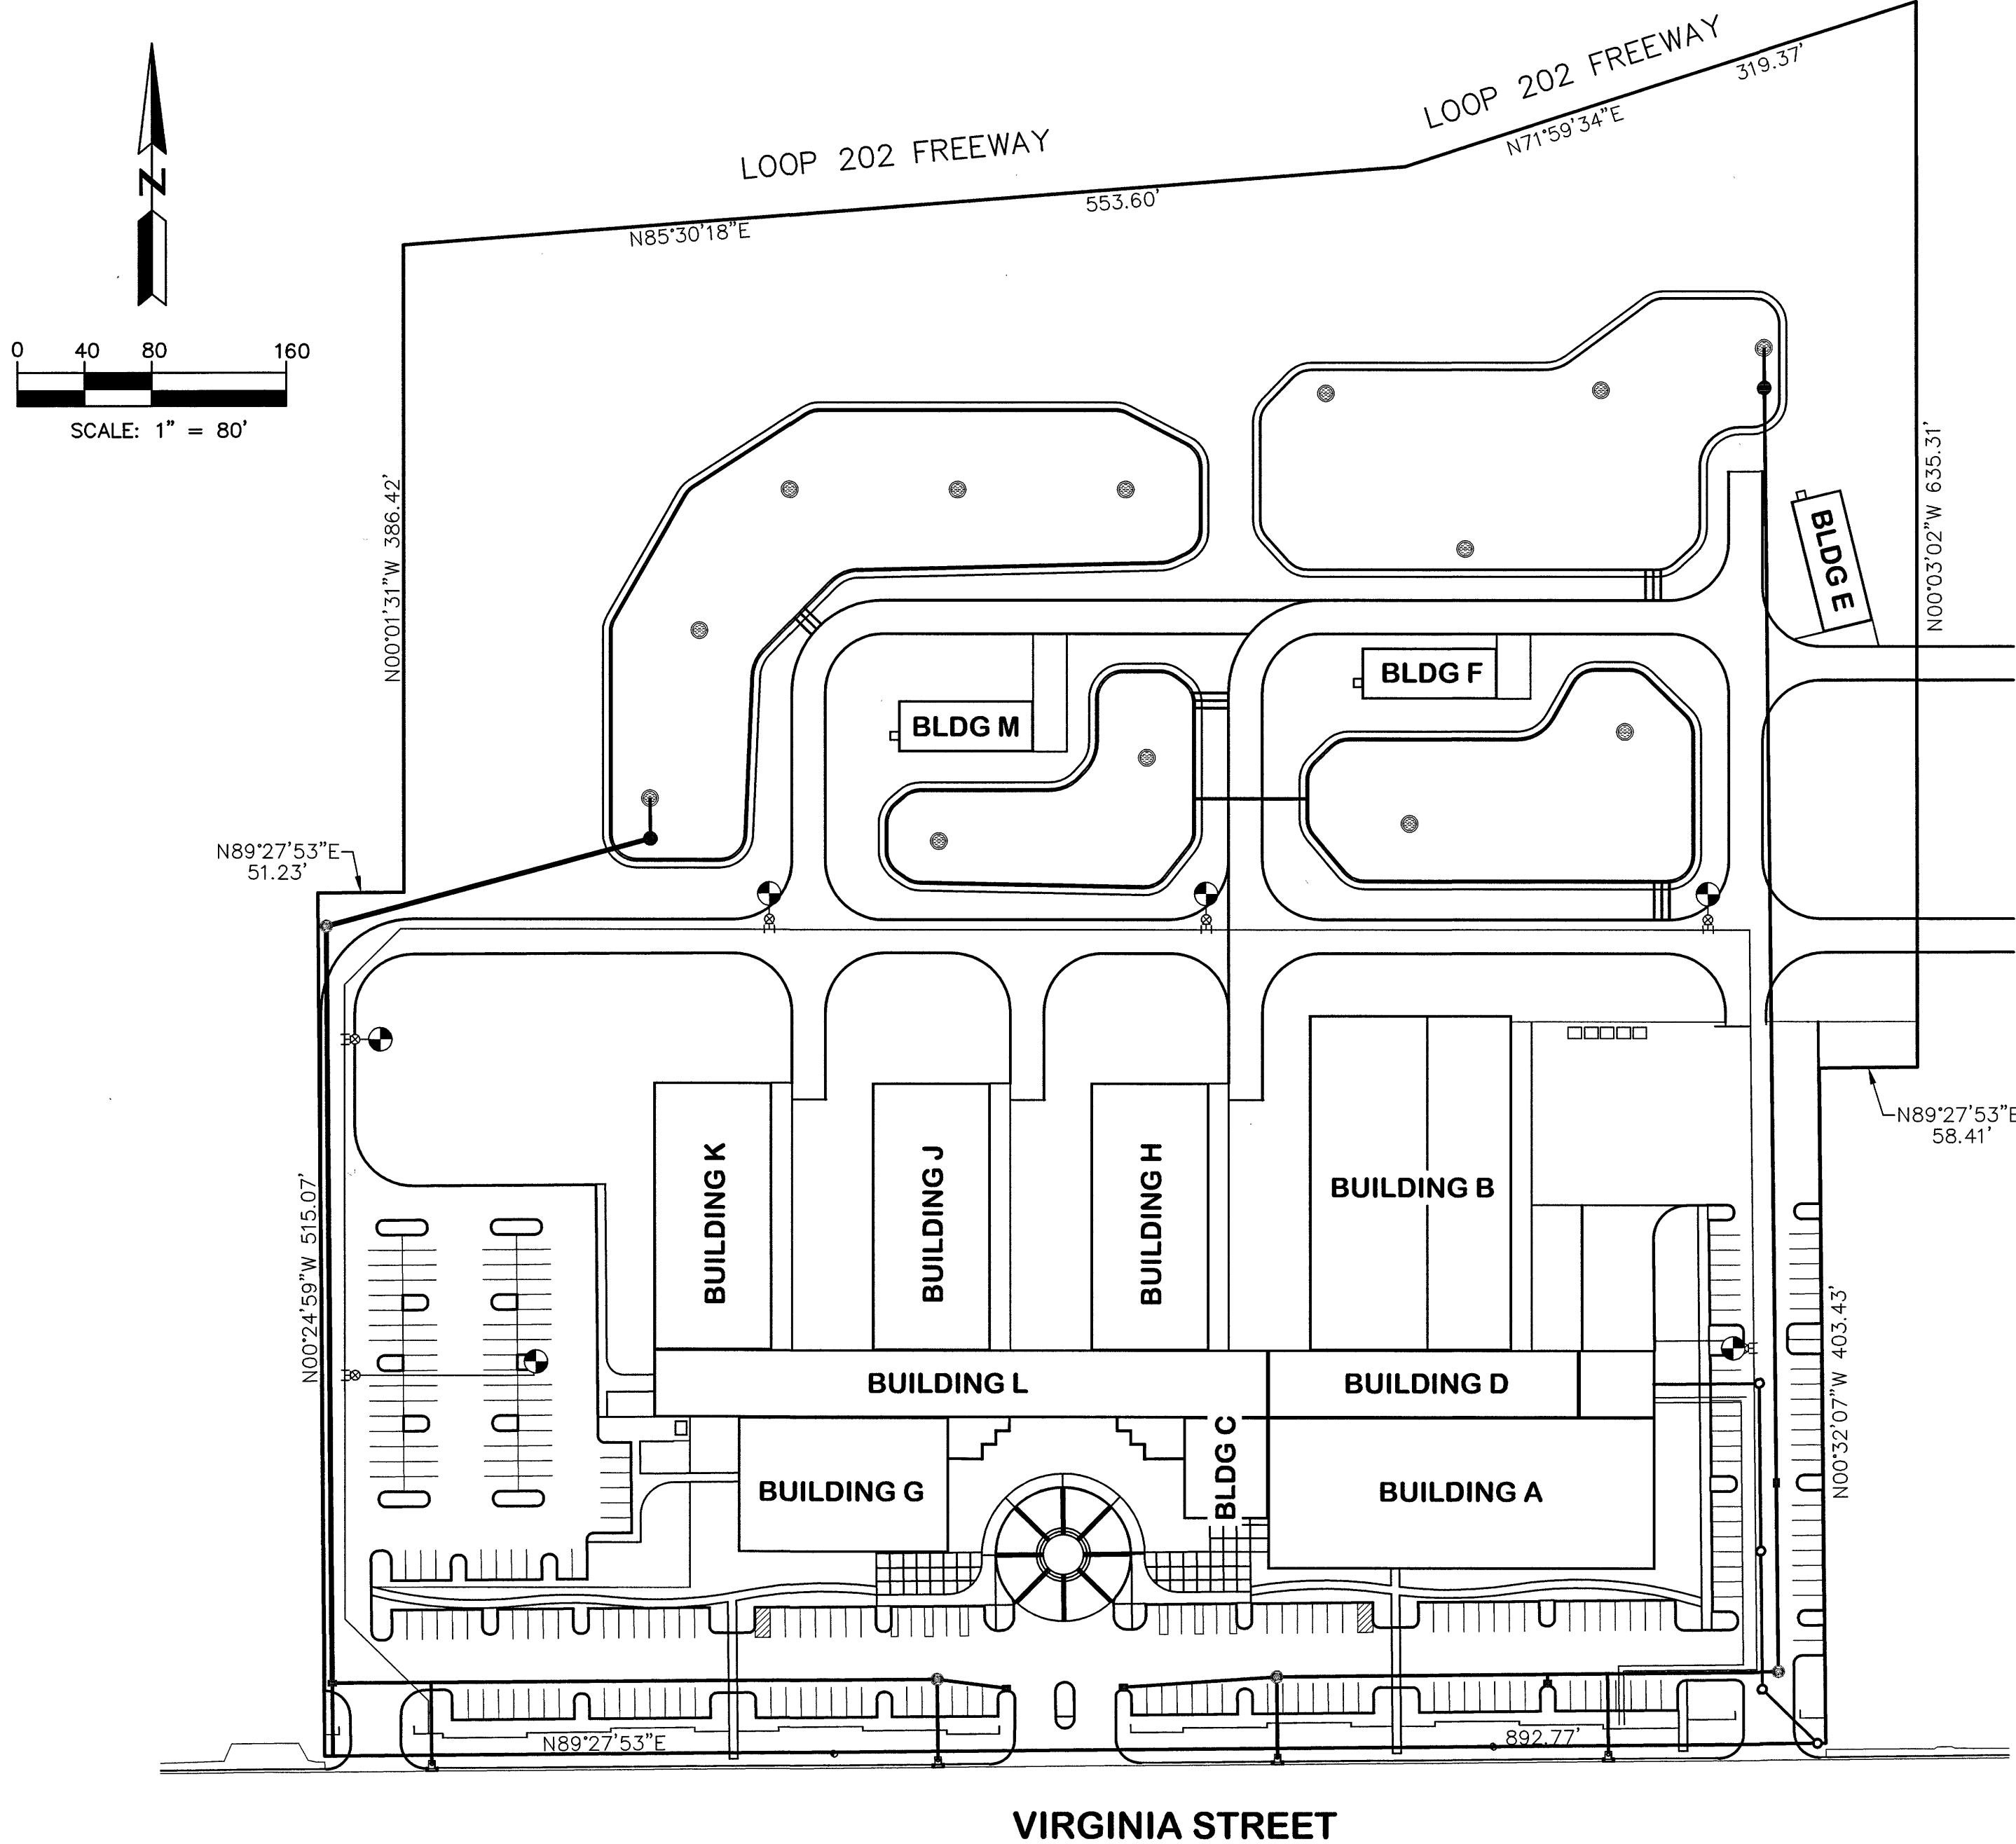 LOOP 202 FREEWAY
319.37'
N71°59'34"E
LOOP 202 FREEWAY
553.60'
N85°30'18"E
N
0 40 80 160
SCALE: 1" = 80'
N00°01'31"W 386.42'
N00°03'02"W 635.31'
BLDG E
BLDG F
BLDG M
N89°27'53"E
51.23'
N89°27'53"E
58.41'
BUILDING K
BUILDING J
BUILDING H
BUILDING B
N00°24'59"W 515.07'
N00°32'07"W 403.43'
BUILDING L
BUILDING D
BUILDING G
BLDG C
BUILDING A
N89°27'53"E
892.77'
VIRGINIA STREET